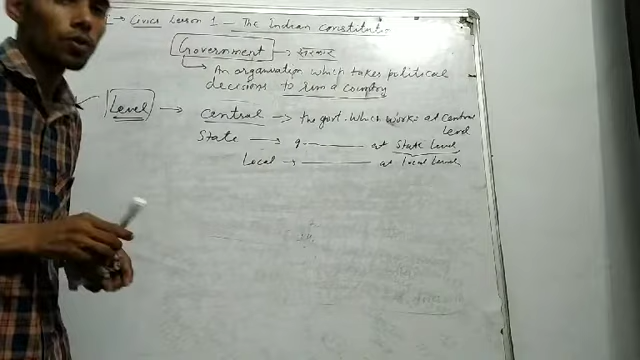 → Civics Lesson 1 – The Indian Constitution
Government → सरकार
→ An organisation which takes political
decisions to run a country
Level → Central → the govt. which works at Central
level
State → " ——— at State Level
Local → ——— at local level